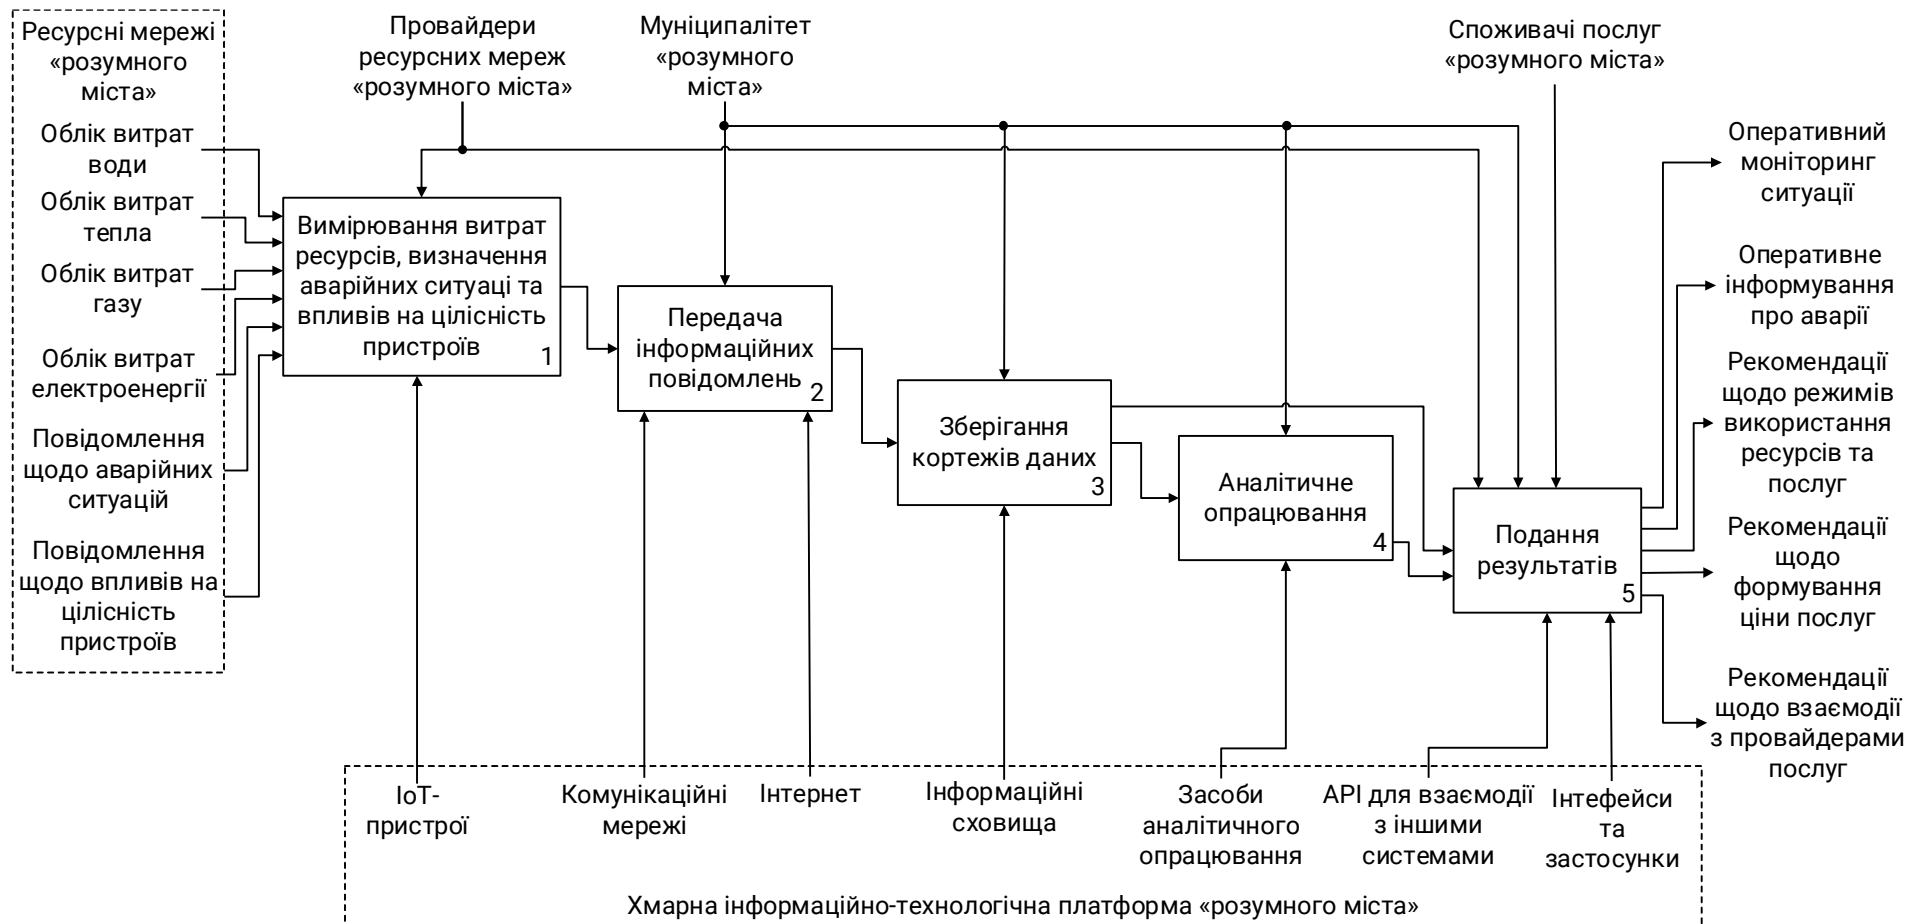 Ресурсні мережі
«розумного
міста»
Облік витрат
води
Облік витрат
тепла
Облік витрат
газу
Облік витрат
електроенергії
Повідомлення
щодо аварійних
ситуацій
Повідомлення
щодо впливів на
цілісність
пристроїв
Провайдери
ресурсних мереж
«розумного міста»
Муніципалітет
«розумного
міста»
Споживачі послуг
«розумного міста»
Вимірювання витрат
ресурсів, визначення
аварійних ситуаці та
впливів на цілісність
пристроїв
1
Передача
інформаційних
повідомлень
2
Зберігання
кортежів даних
3
Аналітичне
опрацювання
4
Подання
результатів
5
Оперативний
моніторинг
ситуації
Оперативне
інформування
про аварії
Рекомендації
щодо режимів
використання
ресурсів та
послуг
Рекомендації
щодо
формування
ціни послуг
Рекомендації
щодо взаємодії
з провайдерами
послуг
IoT-
пристрої
Комунікаційні
мережі
Інтернет
Інформаційні
сховища
Засоби
аналітичного
опрацювання
API для взаємодії
з іншими
системами
Інтефейси
та
застосунки
Хмарна інформаційно-технологічна платформа «розумного міста»